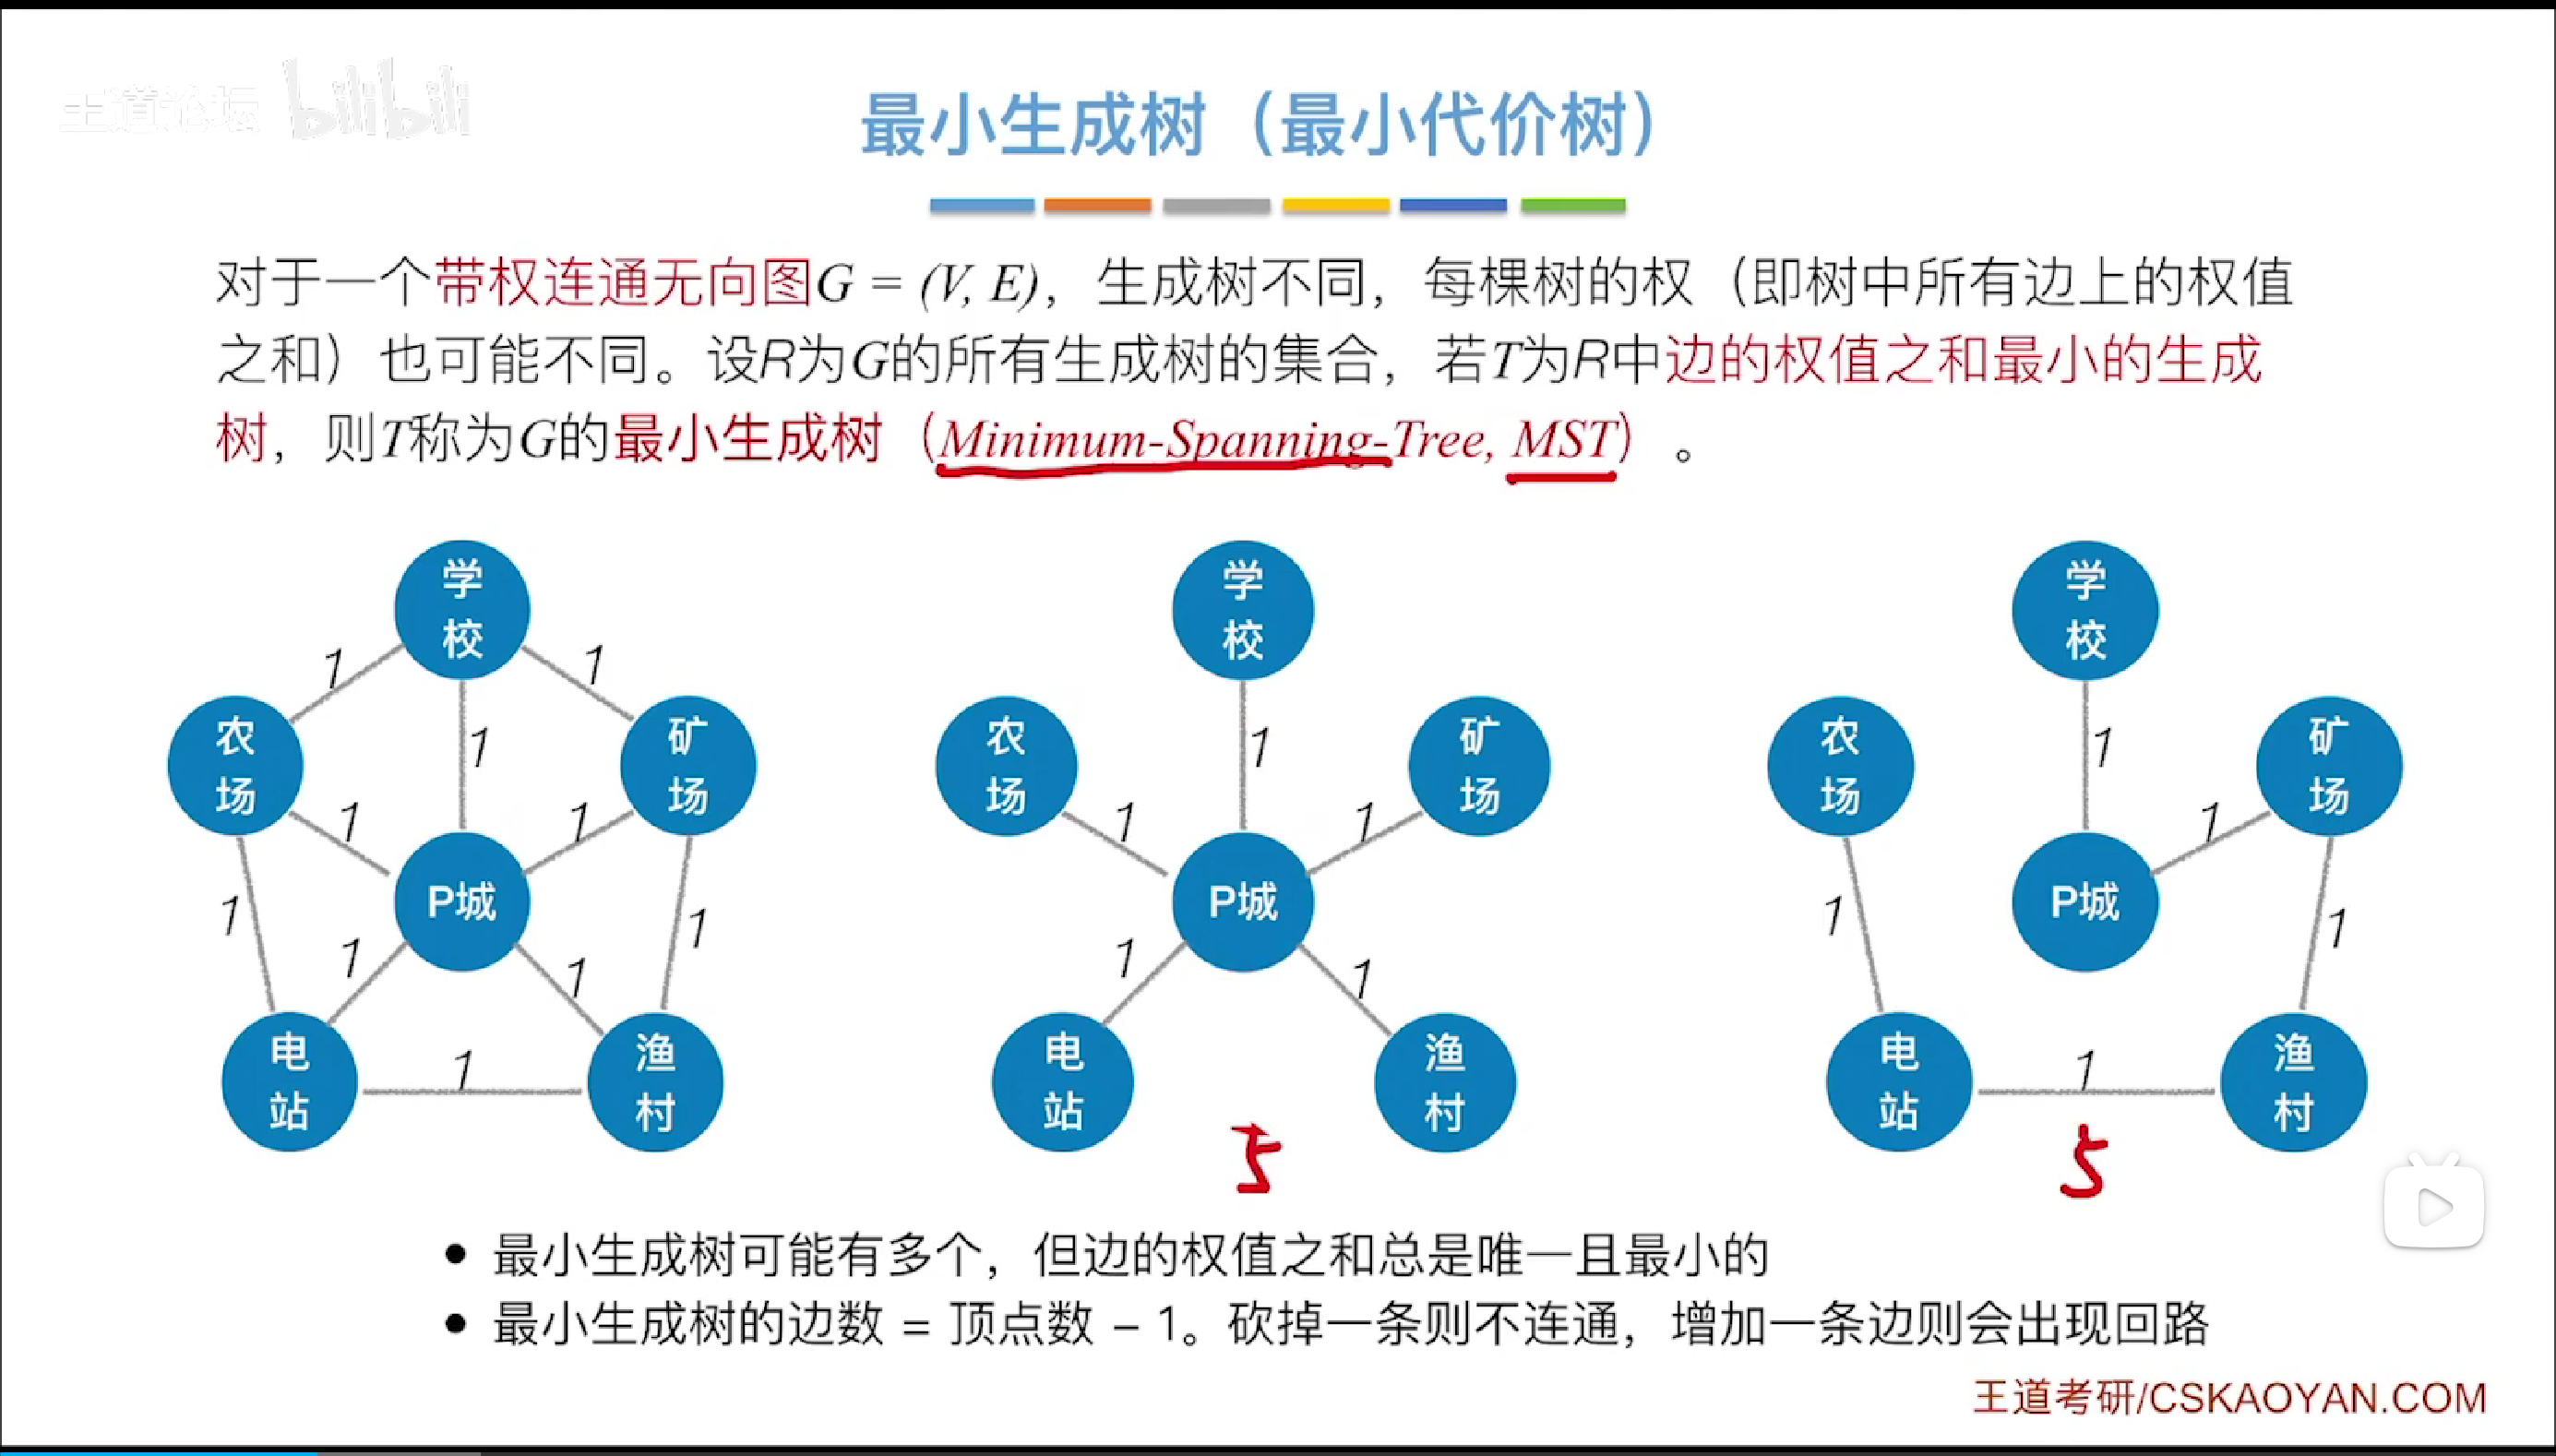 王道论坛 bilibili
最小生成树（最小代价树）
对于一个带权连通无向图G = (V, E)，生成树不同，每棵树的权（即树中所有边上的权值
之和）也可能不同。设R为G的所有生成树的集合，若T为R中边的权值之和最小的生成
树，则T称为G的最小生成树（Minimum-Spanning-Tree, MST）。
学校
1
1
农场
1
矿场
1
1
P城
1
1
1
1
电站
1
渔村
学校
农场
1
矿场
1
1
P城
1
1
电站
渔村
5
学校
农场
1
矿场
1
P城
1
1
电站
1
渔村
5
最小生成树可能有多个，但边的权值之和总是唯一且最小的
最小生成树的边数 = 顶点数 – 1。砍掉一条则不连通，增加一条边则会出现回路
王道考研/CSKAOYAN.COM